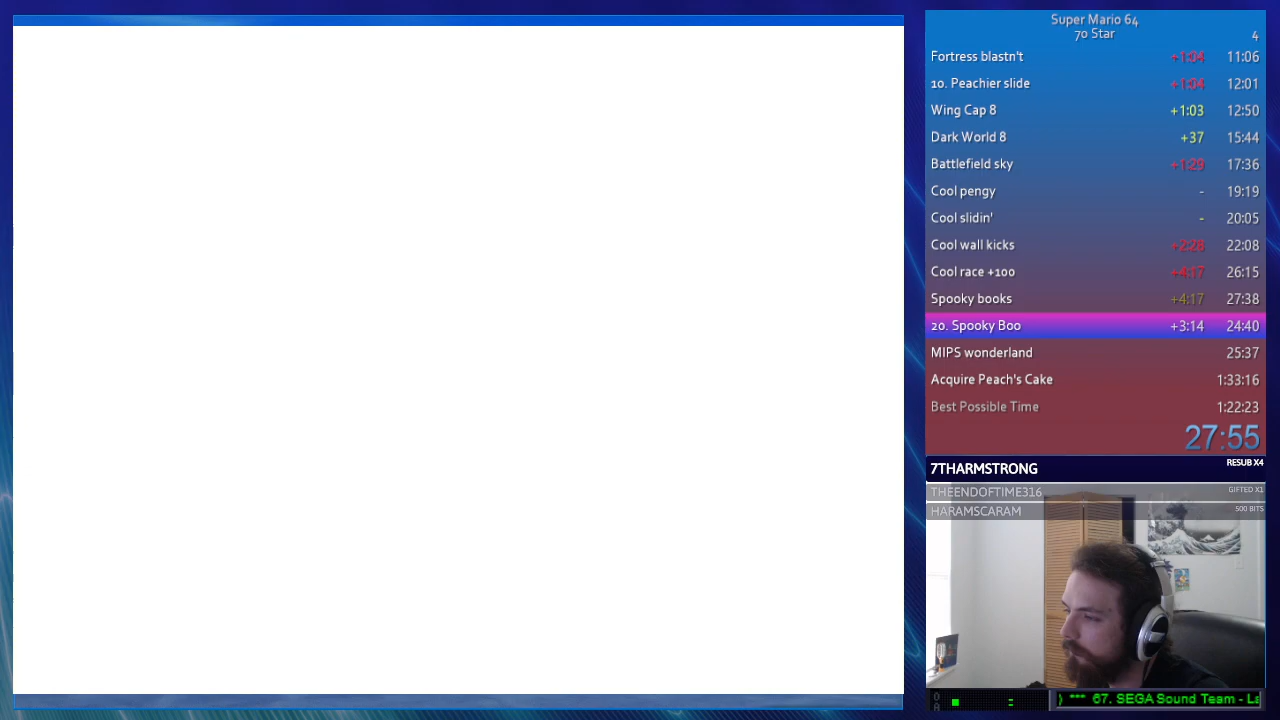 Super Mario 64
70 Star 4
Fortress blastn't +1:04 11:06
10. Peachier slide +1:04 12:01
Wing Cap 8 +1:03 12:50
Dark World 8 +37 15:44
Battlefield sky +1:29 17:36
Cool pengy - 19:19
Cool slidin' - 20:05
Cool wall kicks +2:28 22:08
Cool race +100 +4:17 26:15
Spooky books +4:17 27:38
20. Spooky Boo +3:14 24:40
MIPS wonderland 25:37
Acquire Peach's Cake 1:33:16
Best Possible Time 1:22:23
27:55
7THARMSTRONG RESUB X4
THEENDOFTIME316 GIFTED X1
HARAMSCARAM 500 BITS
*** 67. SEGA Sound Team - La